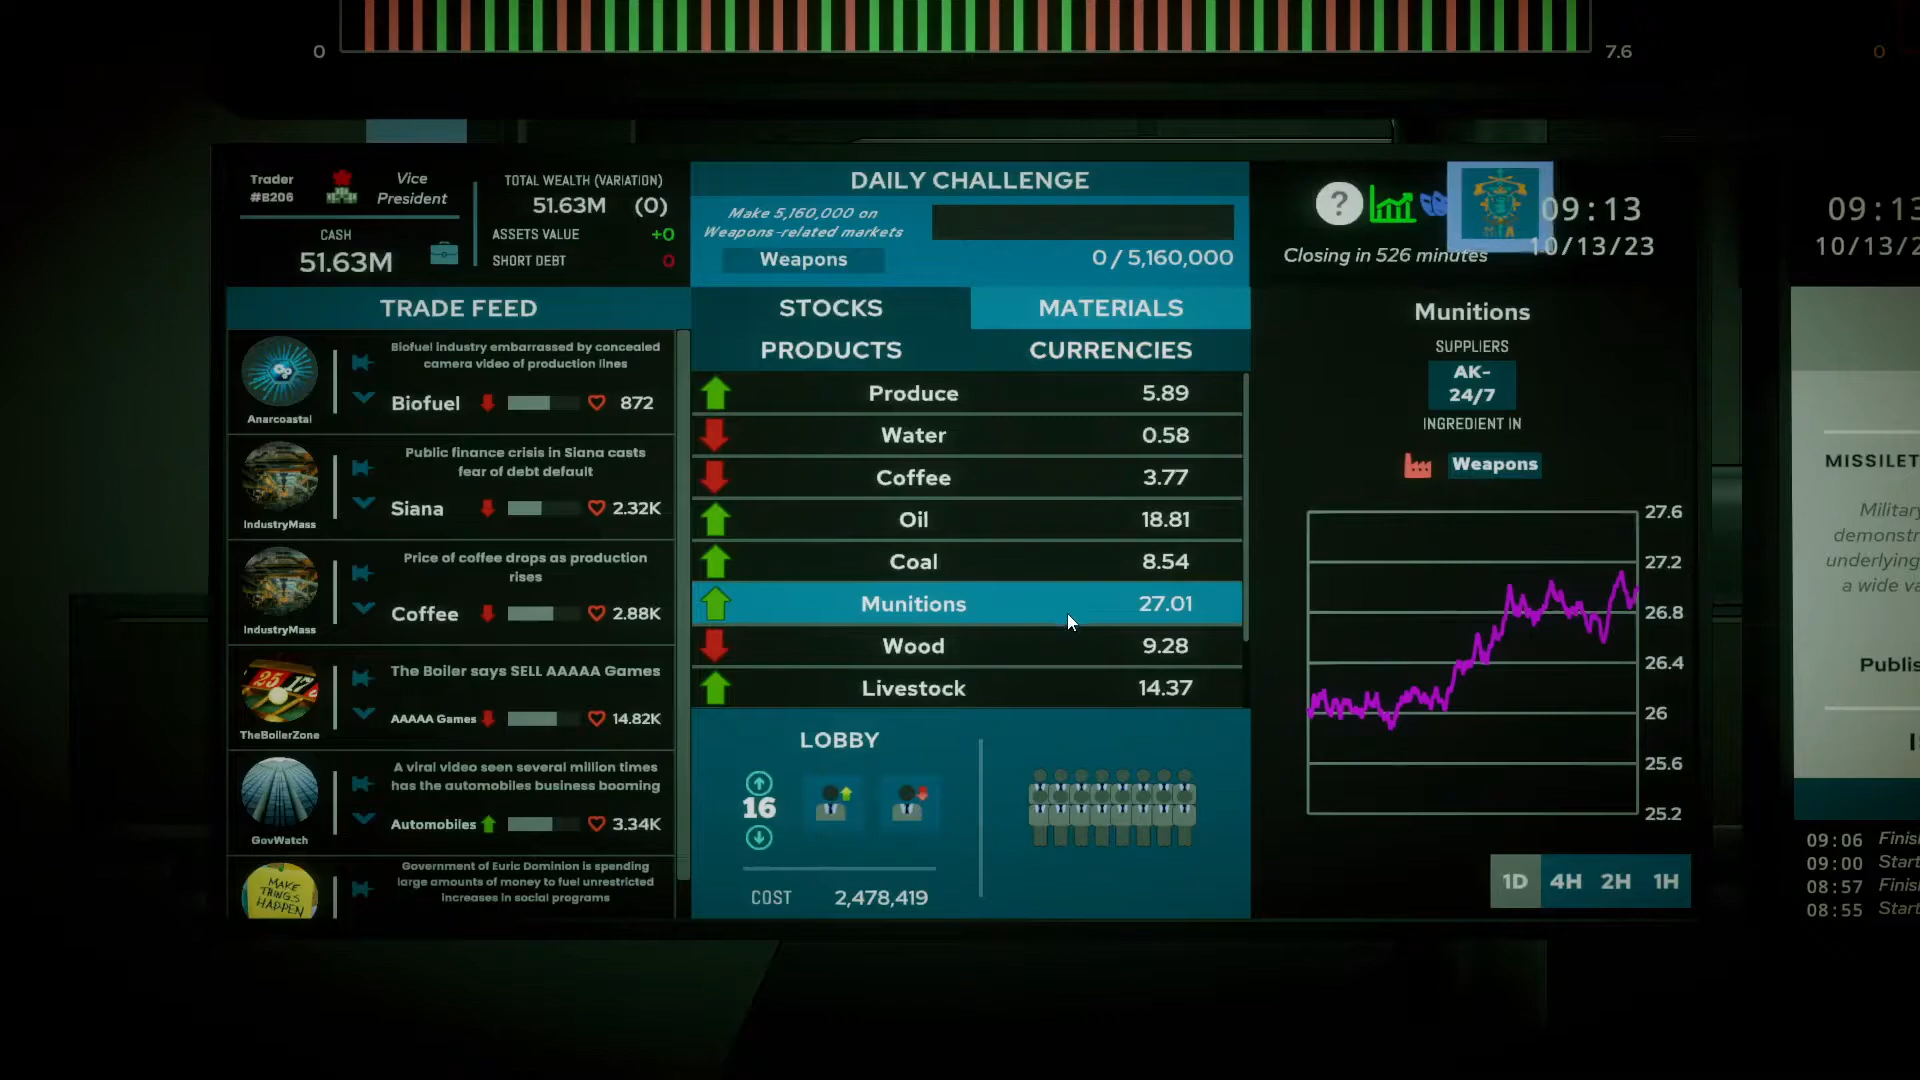 0
7.6
0
Trader
#B206
Vice
President
CASH
51.63M
TOTAL WEALTH (VARIATION)
51.63M (0)
ASSETS VALUE +0
SHORT DEBT 0
DAILY CHALLENGE
Make 5,160,000 on
Weapons-related markets
Weapons
0 / 5,160,000
?
09:13
10/13/23
Closing in 526 minutes
TRADE FEED
Biofuel industry embarrassed by concealed
camera video of production lines
Biofuel 872
Anarcoastal
Public finance crisis in Siana casts
fear of debt default
Siana 2.32K
IndustryMass
Price of coffee drops as production
rises
Coffee 2.88K
IndustryMass
The Boiler says SELL AAAAA Games
AAAAA Games 14.82K
TheBoilerZone
A viral video seen several million times
has the automobiles business booming
Automobiles 3.34K
GovWatch
Government of Euric Dominion is spending
large amounts of money to fuel unrestricted
increases in social programs
MAKE
THINGS
HAPPEN
STOCKS
MATERIALS
PRODUCTS
CURRENCIES
Produce 5.89
Water 0.58
Coffee 3.77
Oil 18.81
Coal 8.54
Munitions 27.01
Wood 9.28
Livestock 14.37
LOBBY
16
COST 2,478,419
Munitions
SUPPLIERS
AK-
24/7
INGREDIENT IN
Weapons
27.6
27.2
26.8
26.4
26
25.6
25.2
1D 4H 2H 1H
09:13
10/13/2
MISSILET
Military
demonstr
underlying
a wide va
Publis
09:06 Finis
09:00 Start
08:57 Finis
08:55 Start